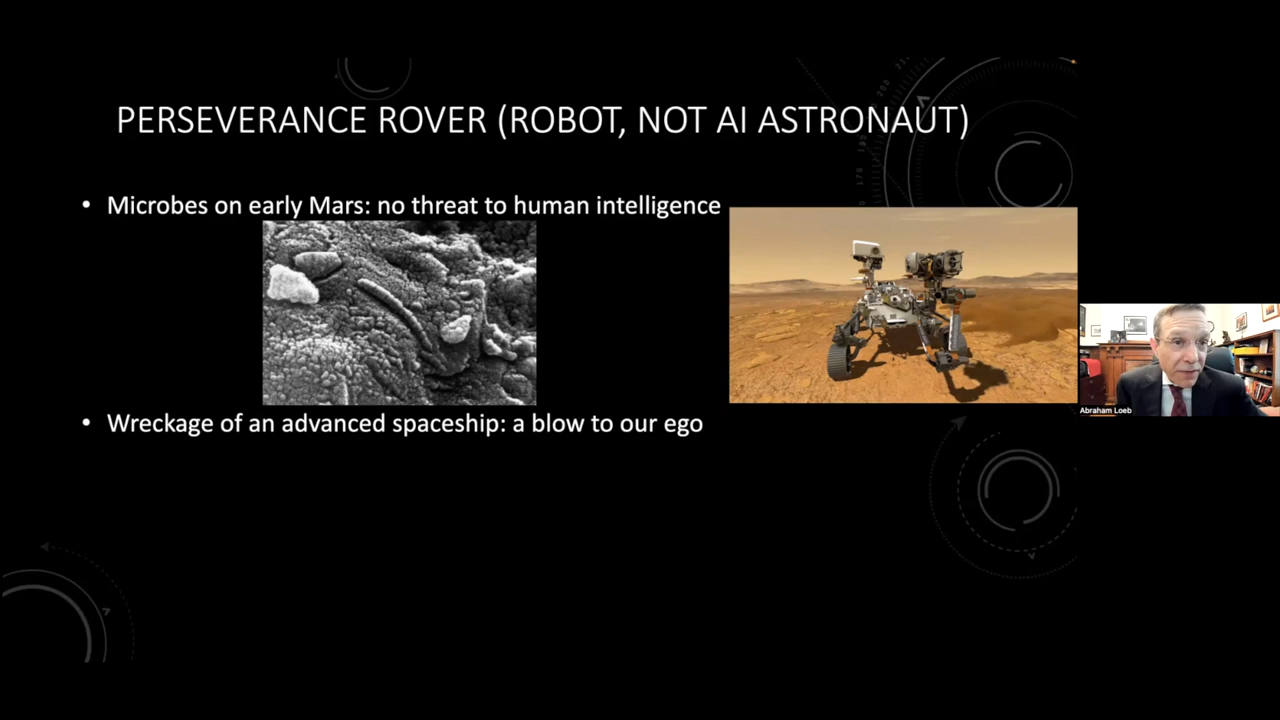 PERSEVERANCE ROVER (ROBOT, NOT AI ASTRONAUT)
• Microbes on early Mars: no threat to human intelligence
• Wreckage of an advanced spaceship: a blow to our ego
Abraham Loeb